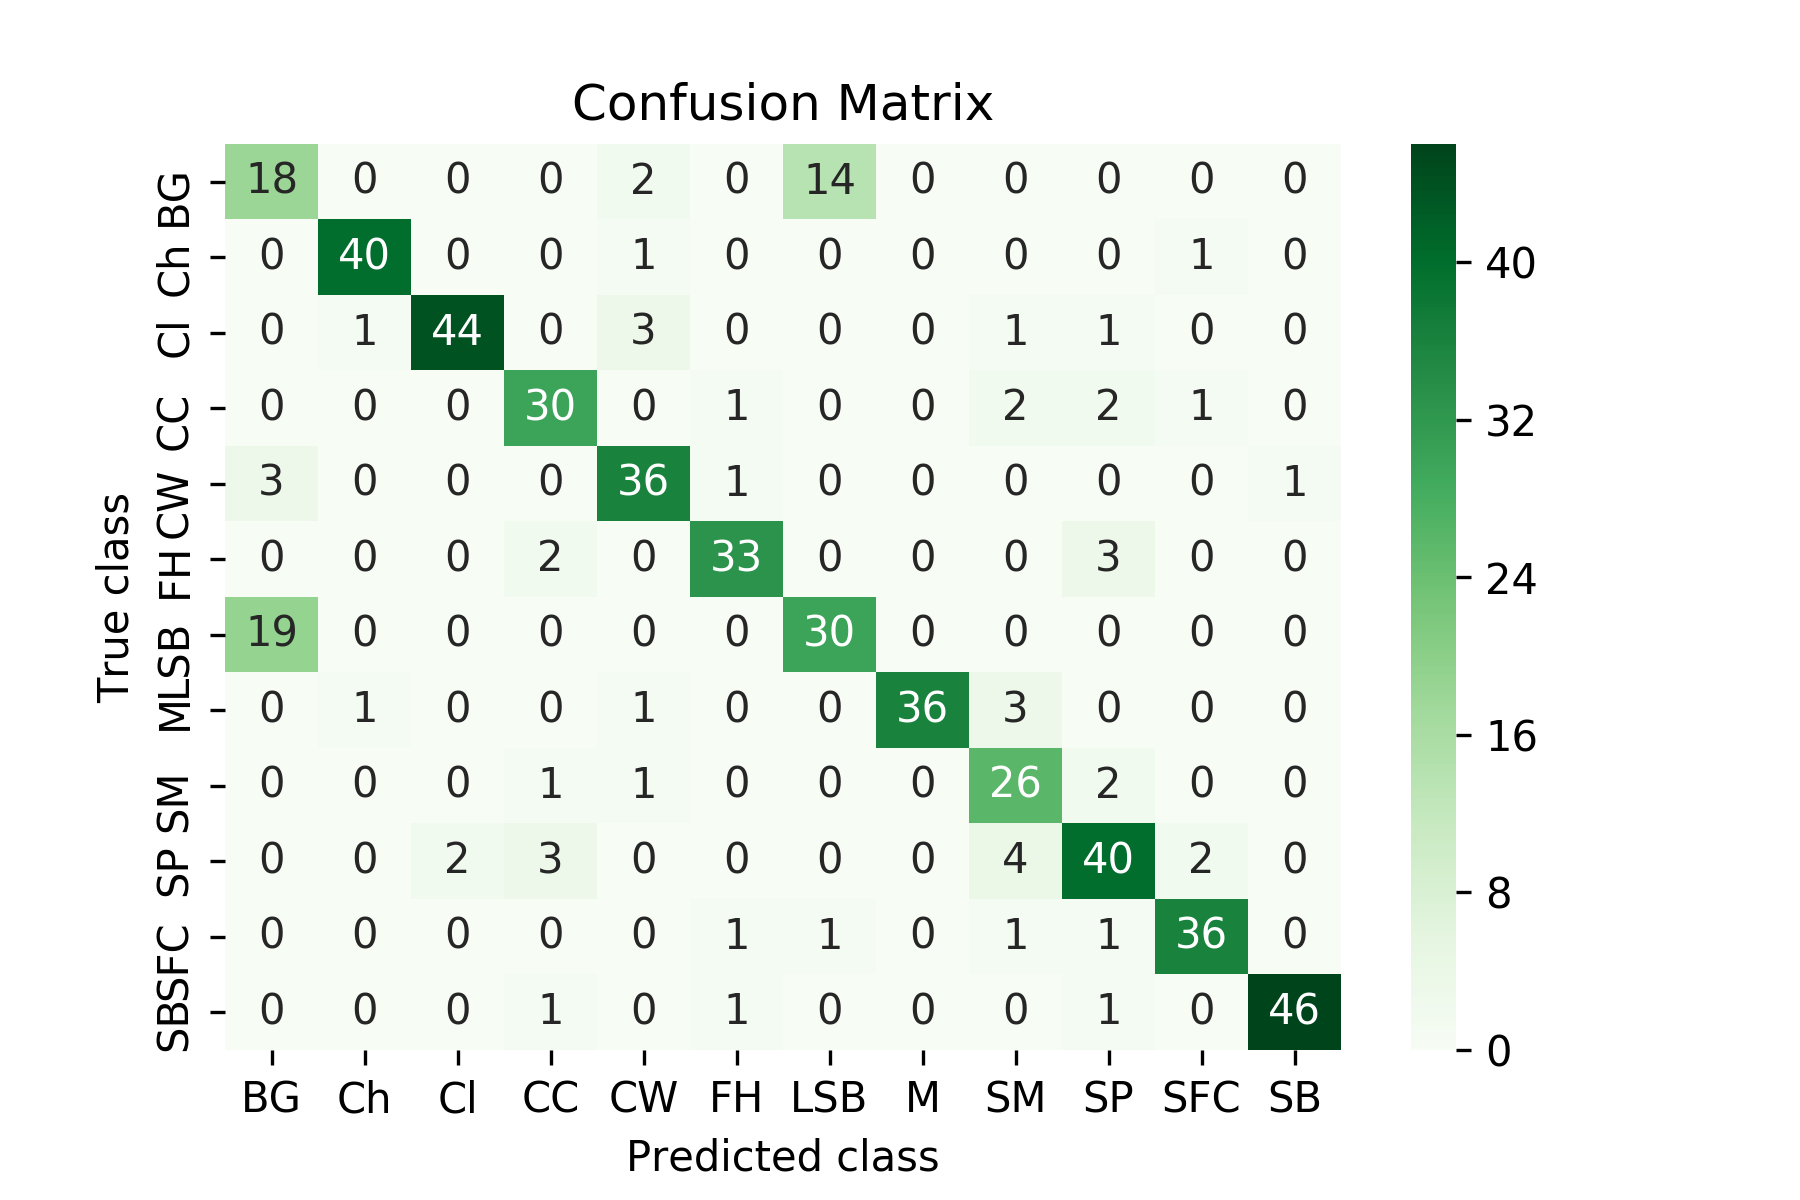 Confusion Matrix
True class
BG 18 0 0 0 2 0 14 0 0 0 0 0
Ch 0 40 0 0 1 0 0 0 0 0 1 0
Cl 0 1 44 0 3 0 0 0 1 1 0 0
CC 0 0 0 30 0 1 0 0 2 2 1 0
CW 3 0 0 0 36 1 0 0 0 0 0 1
FH 0 0 0 2 0 33 0 0 0 3 0 0
LSB 19 0 0 0 0 0 30 0 0 0 0 0
M 0 1 0 0 1 0 0 36 3 0 0 0
SM 0 0 0 1 1 0 0 0 26 2 0 0
SP 0 0 2 3 0 0 0 0 4 40 2 0
SFC 0 0 0 0 0 1 1 0 1 1 36 0
SB 0 0 0 1 0 1 0 0 0 1 0 46
BG Ch Cl CC CW FH LSB M SM SP SFC SB
Predicted class
40
32
24
16
8
0